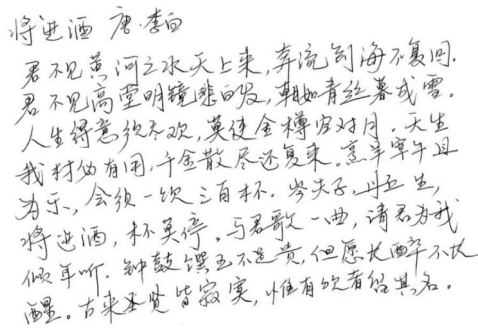 将进酒 唐·李白
君不见黄河之水天上来,奔流到海不复回.
君不见高堂明镜悲白发,朝如青丝暮成雪。
人生得意须尽欢,莫使金樽空对月。天生
我材必有用,千金散尽还复来。烹羊宰牛且
为乐,会须一饮三百杯。岑夫子,丹丘生,
将进酒,杯莫停。与君歌一曲,请君为我
倾耳听。钟鼓馔玉不足贵,但愿长醉不长
醒。古来圣贤皆寂寞,惟有饮者留其名。